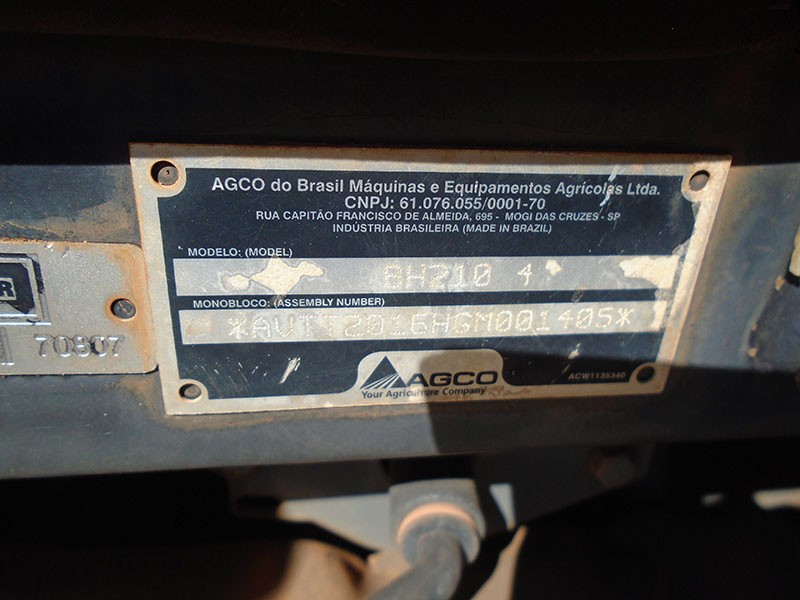 AGCO do Brasil Máquinas e Equipamentos Agrícolas Ltda.
CNPJ: 61.076.055/0001-70
RUA CAPITÃO FRANCISCO DE ALMEIDA, 695 - MOGI DAS CRUZES - SP
INDÚSTRIA BRASILEIRA (MADE IN BRAZIL)
MODELO: (MODEL)
BH210 4
MONOBLOCO: (ASSEMBLY NUMBER)
*AVTT2016HGM001405*
AGCO
Your Agriculture Company
ACW1135340
70807